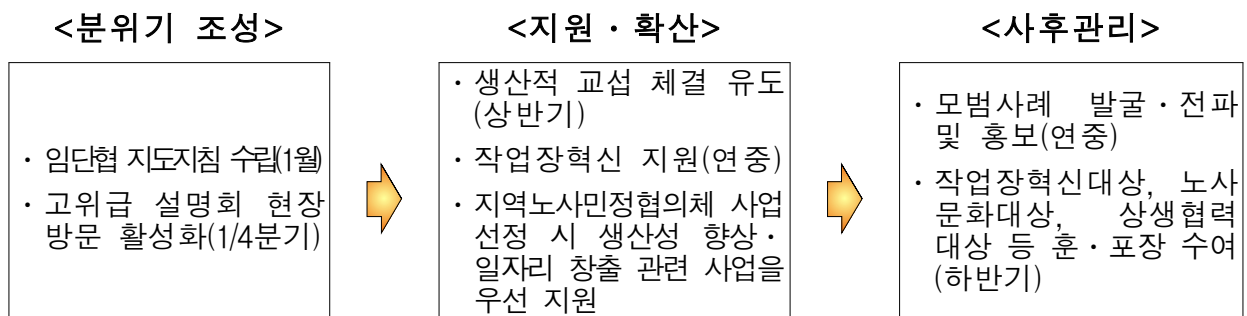 <분위기 조성>
・임단협 지도지침 수립(1월)
・고위급 설명회 현장
방문 활성화(1/4분기)
<지원・확산>
・생산적 교섭 체결 유도
(상반기)
・작업장혁신 지원(연중)
・지역노사민정협의체 사업
선정 시 생산성 향상・
일자리 창출 관련 사업을
우선 지원
<사후관리>
・모범사례 발굴・전파
및 홍보(연중)
・작업장혁신대상, 노사
문화대상, 상생협력
대상 등 훈・포장 수여
(하반기)